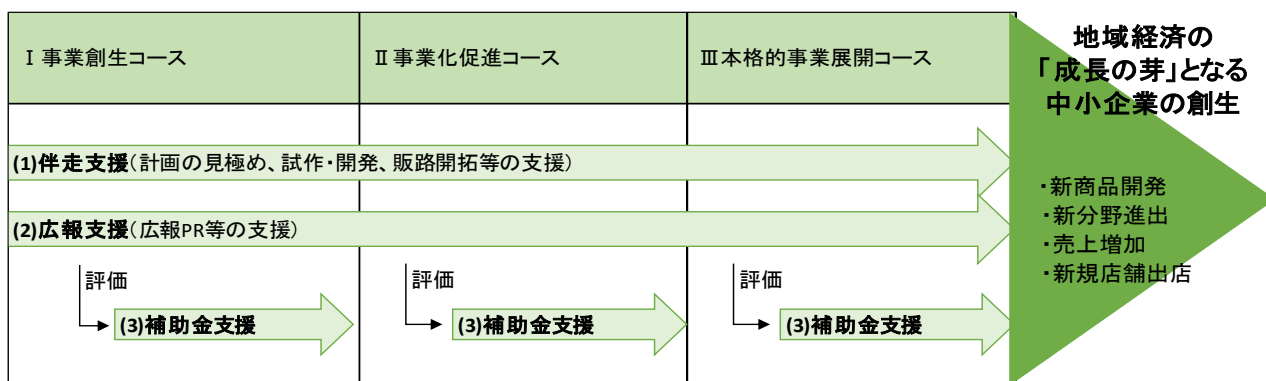 Ⅰ事業創生コース
Ⅱ事業化促進コース
Ⅲ本格的事業展開コース
地域経済の
「成長の芽」となる
中小企業の創生
(1)伴走支援(計画の見極め、試作・開発、販路開拓等の支援)
(2)広報支援(広報PR等の支援)
・新商品開発
・新分野進出
・売上増加
・新規店舗出店
評価
(3)補助金支援
評価
(3)補助金支援
評価
(3)補助金支援